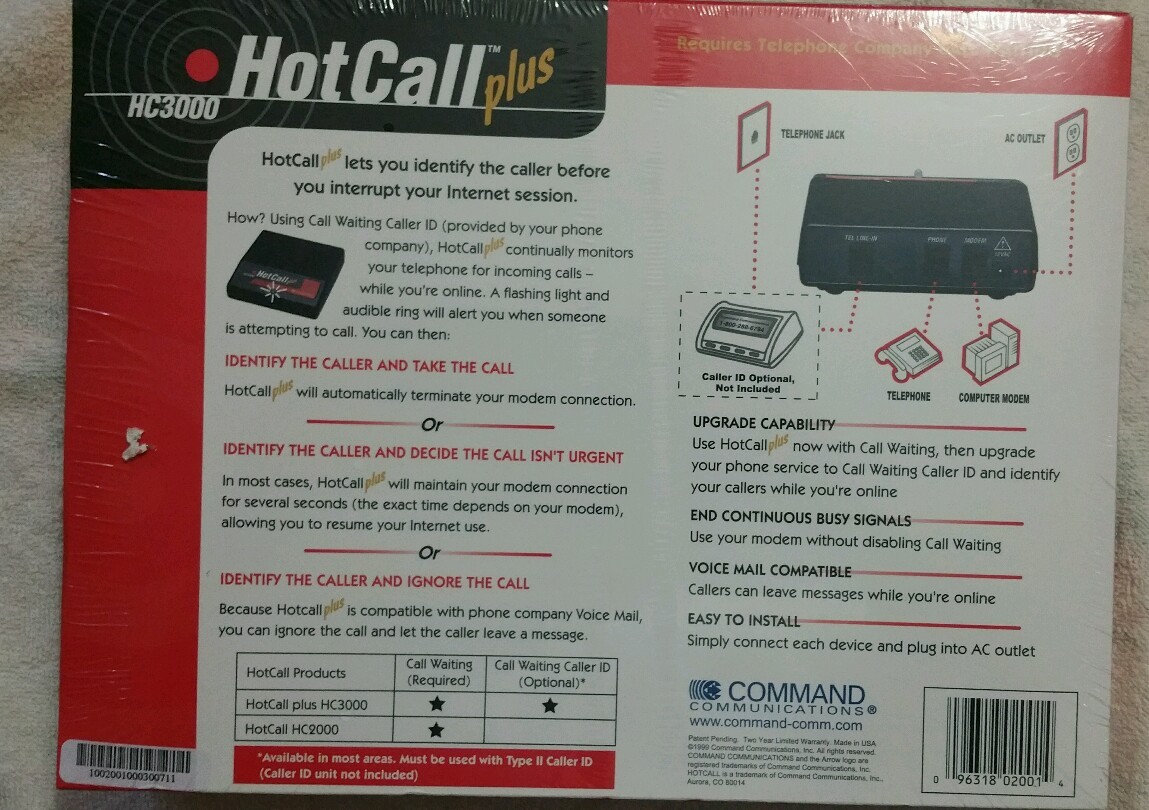 HotCall™ plus
HC3000
Requires Telephone Company
HotCall plus lets you identify the caller before
you interrupt your Internet session.
How? Using Call Waiting Caller ID (provided by your phone
company), HotCall plus continually monitors
your telephone for incoming calls –
while you're online. A flashing light and
audible ring will alert you when someone
is attempting to call. You can then:
HotCall
IDENTIFY THE CALLER AND TAKE THE CALL
HotCall plus will automatically terminate your modem connection.
Or
IDENTIFY THE CALLER AND DECIDE THE CALL ISN'T URGENT
In most cases, HotCall plus will maintain your modem connection
for several seconds (the exact time depends on your modem),
allowing you to resume your Internet use.
Or
IDENTIFY THE CALLER AND IGNORE THE CALL
Because Hotcall plus is compatible with phone company Voice Mail,
you can ignore the call and let the caller leave a message.
HotCall Products
Call Waiting
(Required)
Call Waiting Caller ID
(Optional)*
HotCall plus HC3000 ★ ★
HotCall HC2000 ★
*Available in most areas. Must be used with Type II Caller ID
(Caller ID unit not included)
1002001000300711
TELEPHONE JACK
AC OUTLET
TEL LINE-IN
PHONE
MODEM
12VAC
1-800-288-6794
Caller ID Optional,
Not Included
TELEPHONE
COMPUTER MODEM
UPGRADE CAPABILITY
Use HotCall plus now with Call Waiting, then upgrade
your phone service to Call Waiting Caller ID and identify
your callers while you're online
END CONTINUOUS BUSY SIGNALS
Use your modem without disabling Call Waiting
VOICE MAIL COMPATIBLE
Callers can leave messages while you're online
EASY TO INSTALL
Simply connect each device and plug into AC outlet
COMMAND
COMMUNICATIONS®
www.command-comm.com
Patent Pending. Two Year Limited Warranty. Made in USA
©1999 Command Communications, Inc. All rights reserved.
COMMAND COMMUNICATIONS and the Arrow logo are
registered trademarks of Command Communications, Inc.
HOTCALL is a trademark of Command Communications, Inc.,
Aurora, CO 80014
0 96318 02001 4